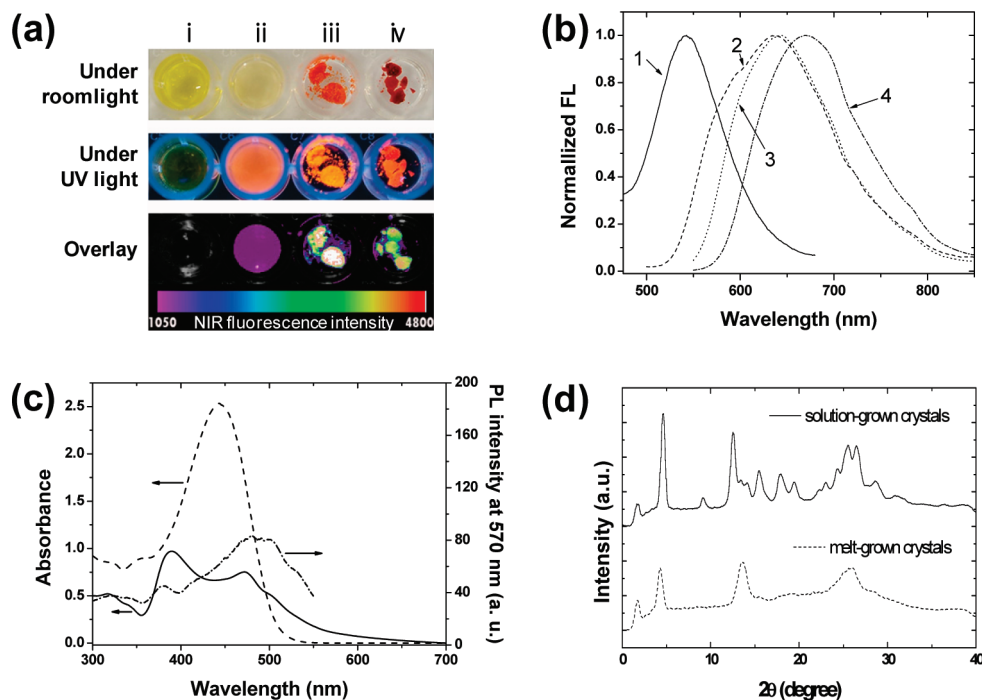 (a)
i ii iii iv
Under
roomlight
Under
UV light
Overlay
1050 NIR fluorescence intensity 4800
(b)
Normallized FL
1.0
0.8
0.6
0.4
0.2
0.0
1
2
3
4
500 600 700 800
Wavelength (nm)
(c)
Absorbance
2.5
2.0
1.5
1.0
0.5
0.0
200
160
120
80
40
0
PL intensity at 570 nm (a. u.)
300 400 500 600 700
Wavelength (nm)
(d)
Intensity (a.u.)
solution-grown crystals
melt-grown crystals
0 10 20 30 40
2θ (degree)